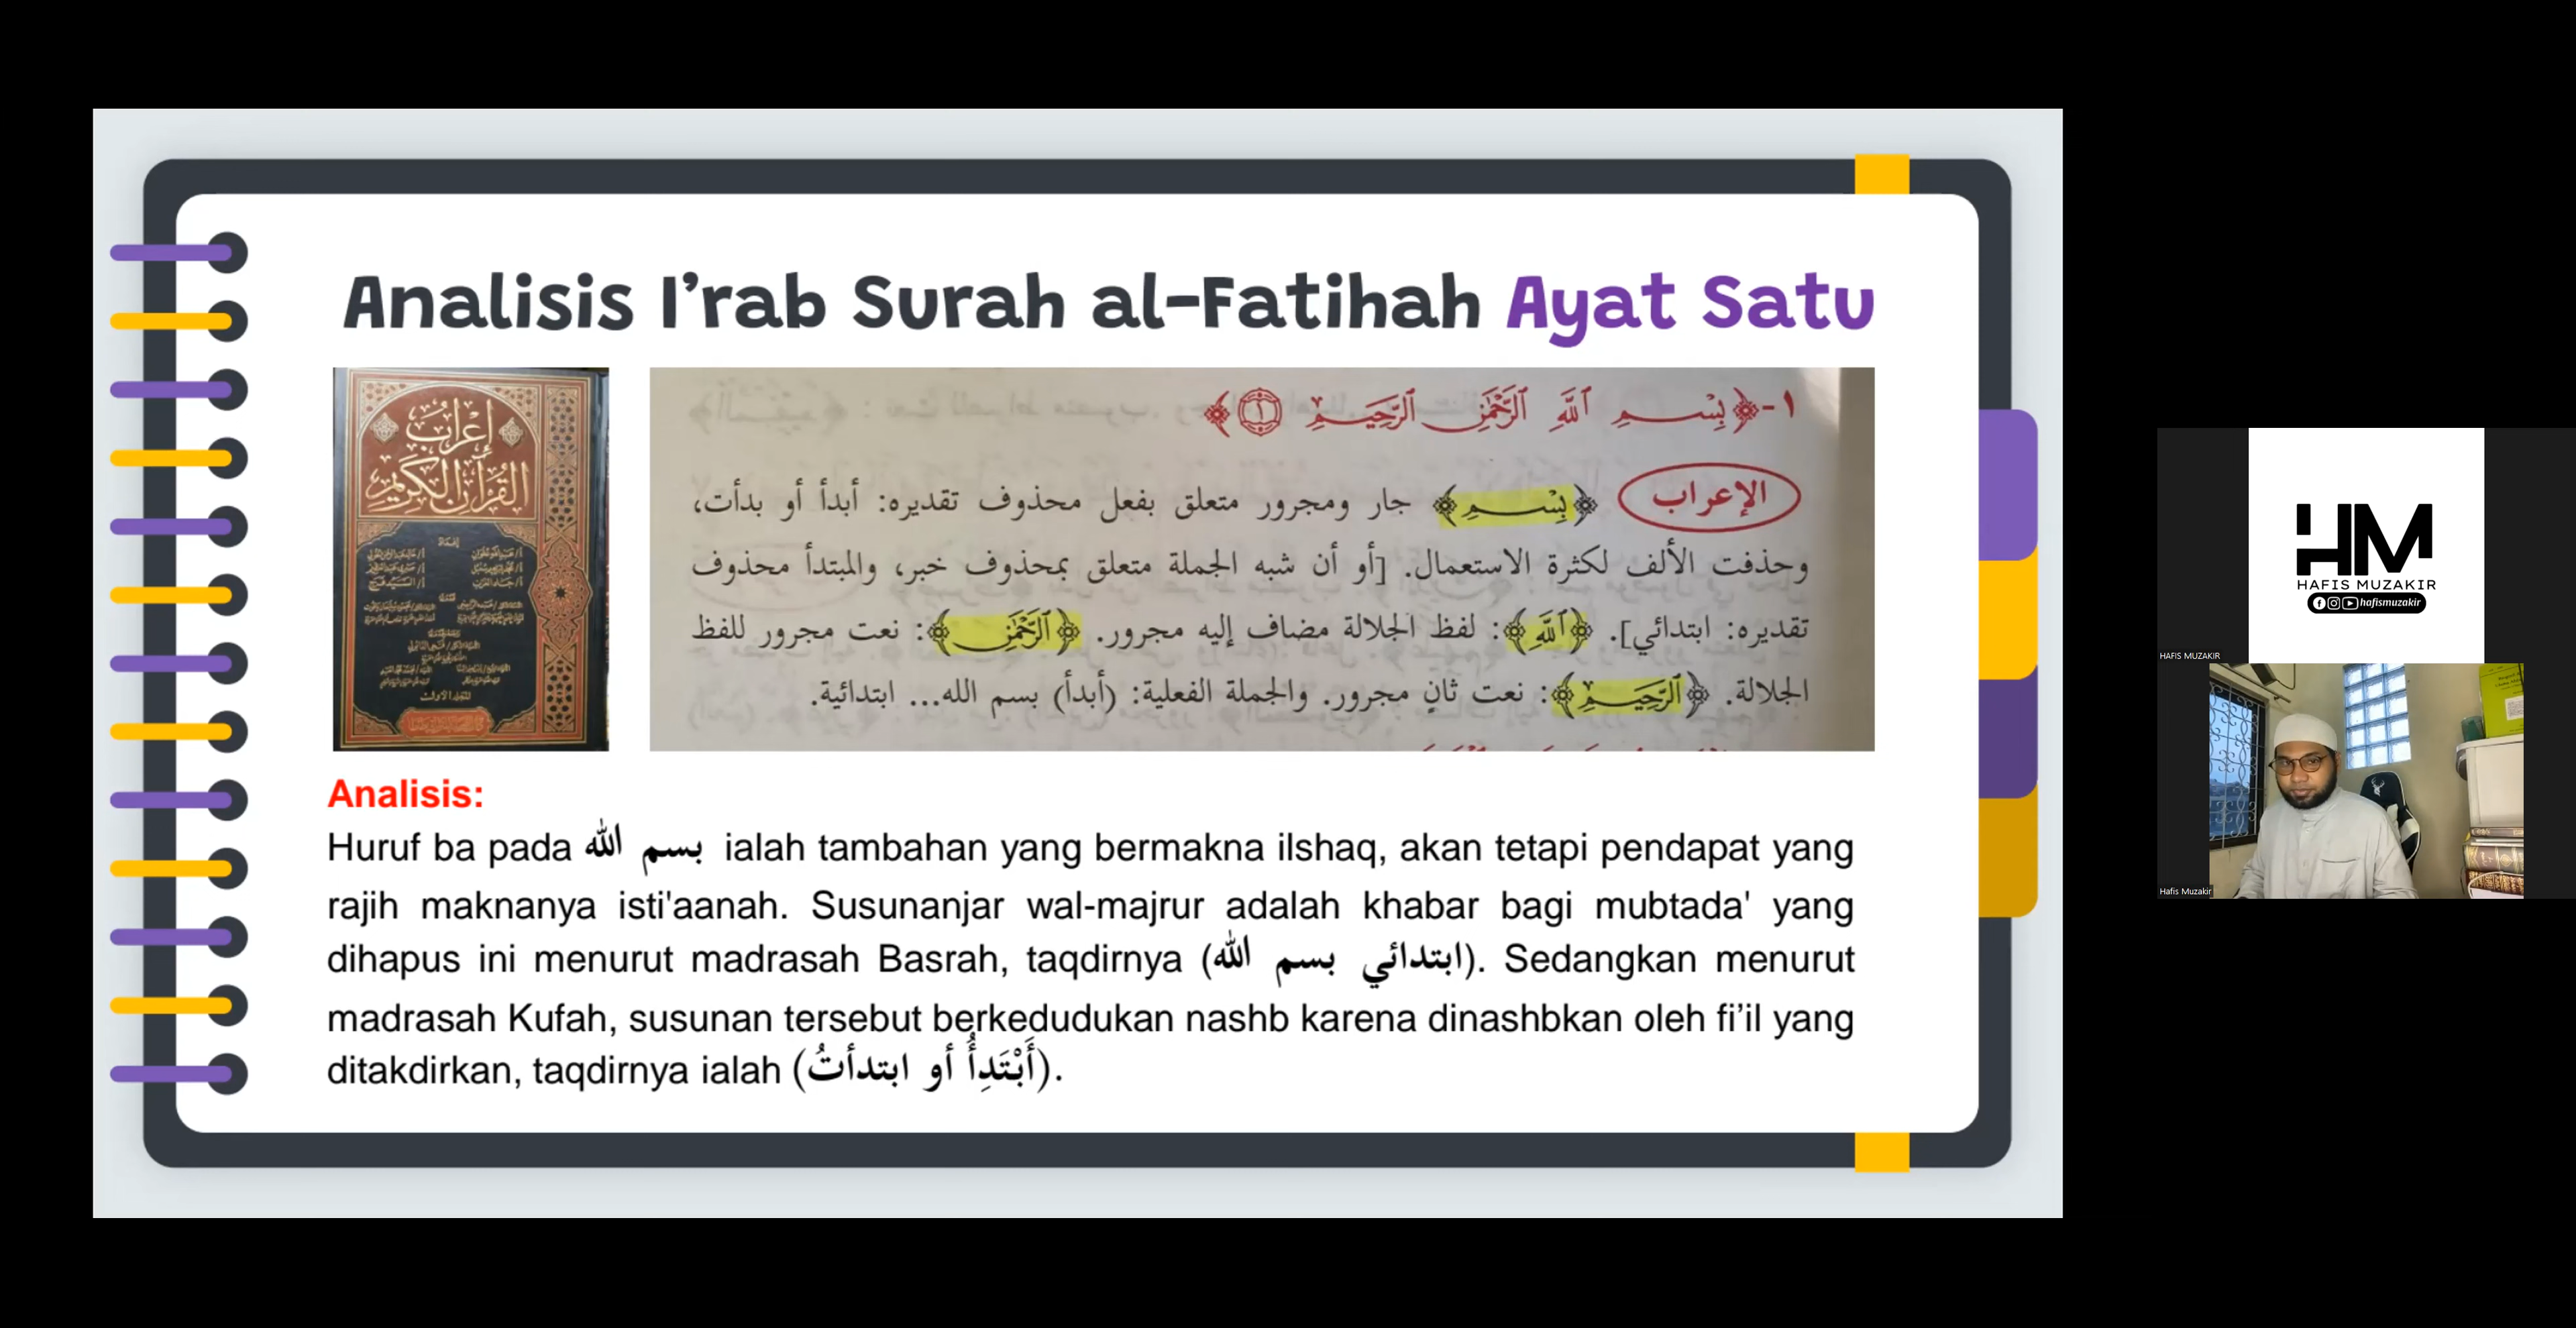 Analisis I'rab Surah al-Fatihah Ayat Satu
إعراب
القرآن الكريم
١- ﴿بِسْمِ ٱللَّهِ ٱلرَّحْمَٰنِ ٱلرَّحِيمِ ١﴾
الإعراب ﴿بِسْمِ﴾ جار ومجرور متعلق بفعل محذوف تقديره: أبدأ أو بدأت،
وحذفت الألف لكثرة الاستعمال. [أو أن شبه الجملة متعلق بمحذوف خبر، والمبتدأ محذوف
تقديره: ابتدائي]. ﴿ٱللَّهِ﴾: لفظ الجلالة مضاف إليه مجرور. ﴿ٱلرَّحْمَٰنِ﴾: نعت مجرور للفظ
الجلالة. ﴿ٱلرَّحِيمِ﴾: نعت ثانٍ مجرور. والجملة الفعلية: (أبدأ) بسم الله... ابتدائية.
Analisis:
Huruf ba pada بسم الله ialah tambahan yang bermakna ilshaq, akan tetapi pendapat yang
rajih maknanya isti'aanah. Susunanjar wal-majrur adalah khabar bagi mubtada' yang
dihapus ini menurut madrasah Basrah, taqdirnya (ابتدائي بسم الله). Sedangkan menurut
madrasah Kufah, susunan tersebut berkedudukan nashb karena dinashbkan oleh fi'il yang
ditakdirkan, taqdirnya ialah (أَبْتَدِأُ أو ابتدأتُ).
HM
HAFIS MUZAKIR
hafismuzakir
HAFIS MUZAKIR
Hafis Muzakir